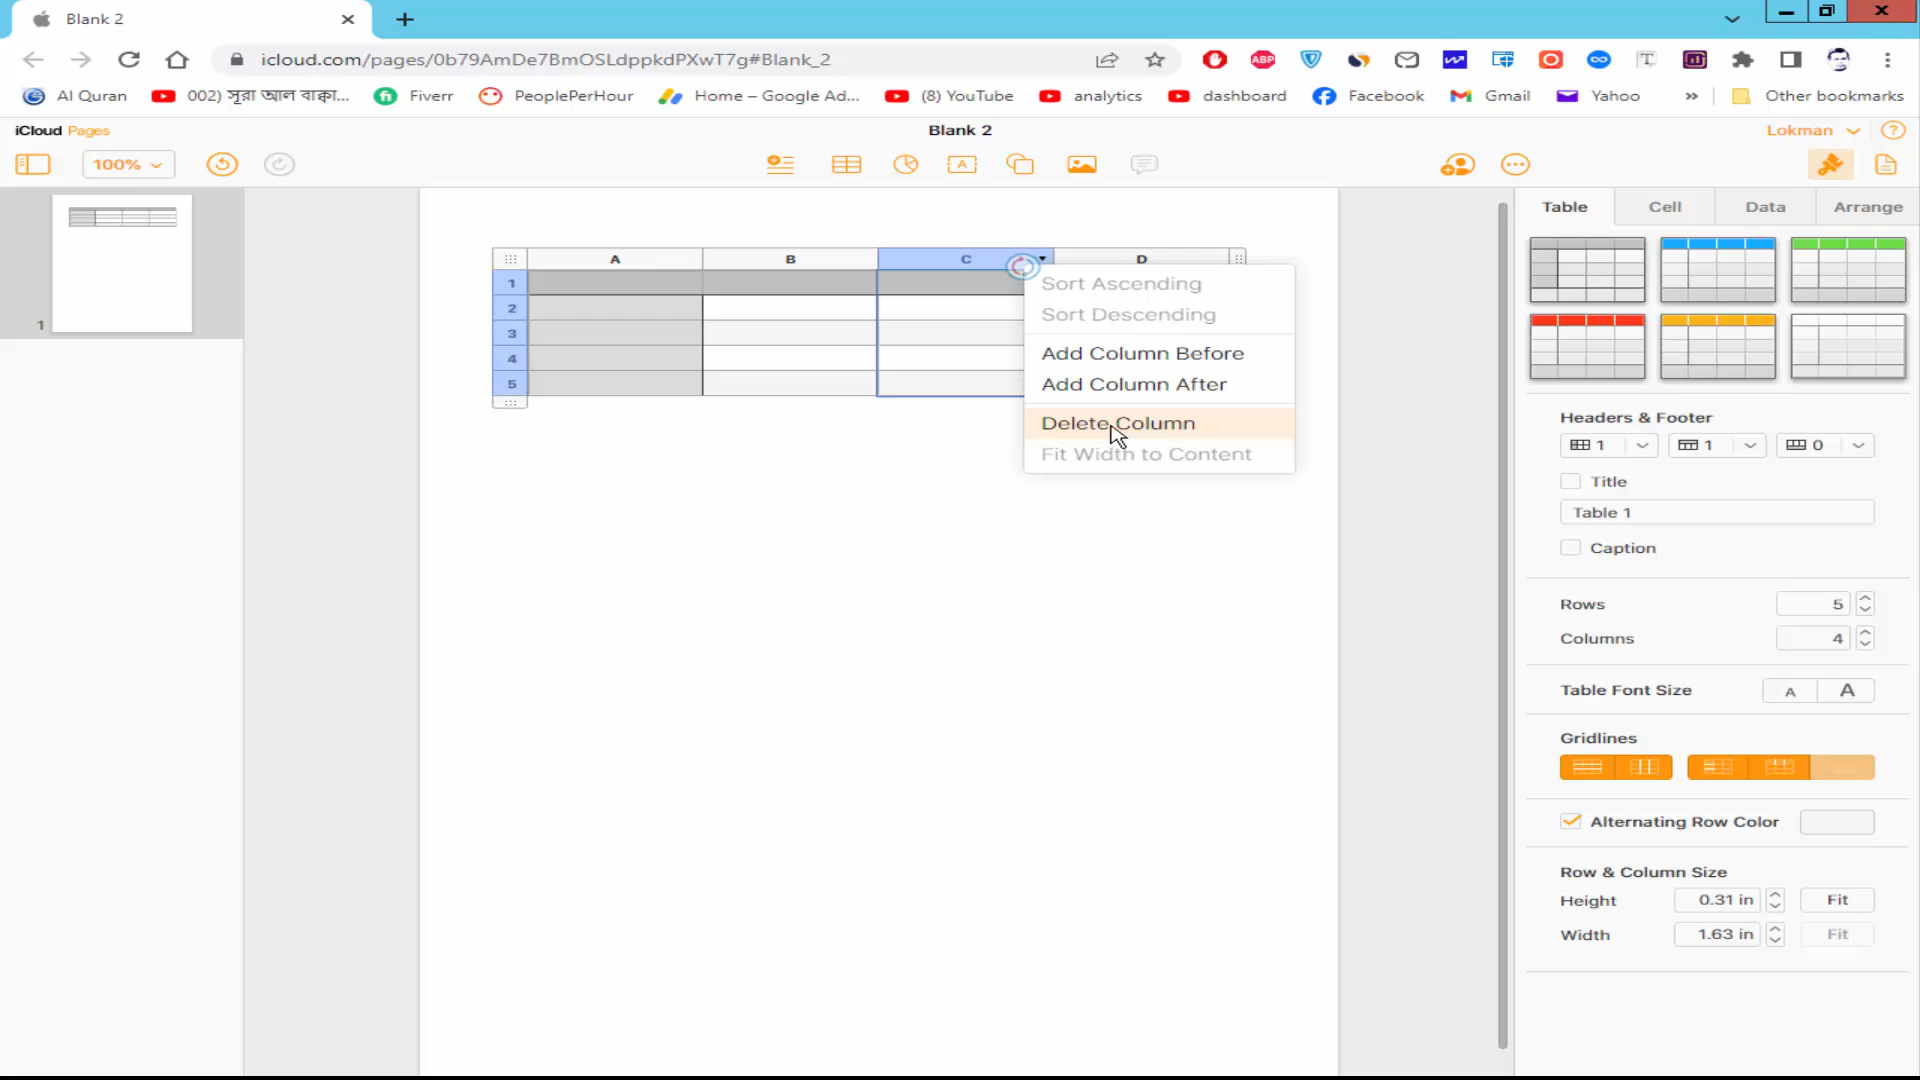 Blank 2
icloud.com/pages/0b79AmDe7BmOSLdppkdPXwT7g#Blank_2
ABP
Al Quran 002) সূরা আল বাক্বা... Fiverr PeoplePerHour Home – Google Ad... (8) YouTube analytics dashboard Facebook Gmail Yahoo » Other bookmarks
iCloud Pages Blank 2 Lokman ?
100%
Table Cell Data Arrange
A B C D
1
2
3
4
5
Sort Ascending
Sort Descending
Add Column Before
Add Column After
Delete Column
Fit Width to Content
1
Headers & Footer
1 1 0
Title
Table 1
Caption
Rows 5
Columns 4
Table Font Size A A
Gridlines
Alternating Row Color
Row & Column Size
Height 0.31 in Fit
Width 1.63 in Fit